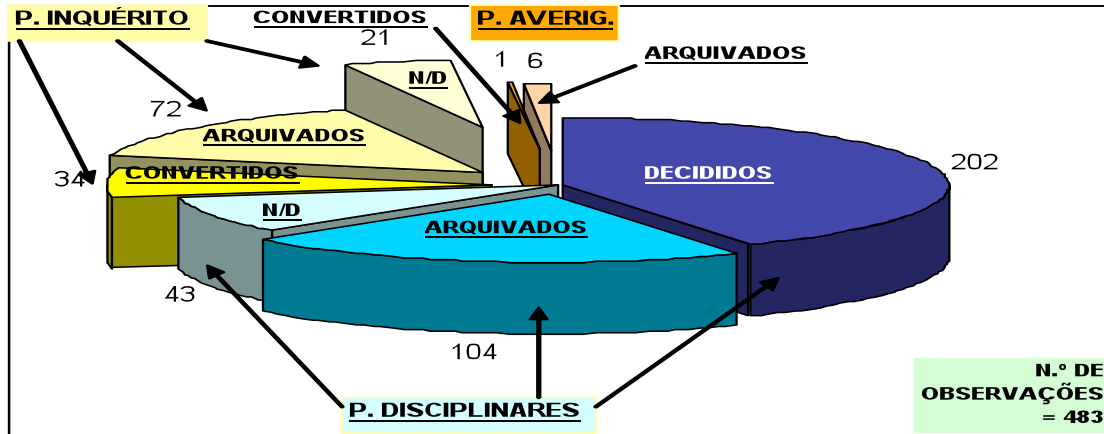 P. INQUÉRITO
CONVERTIDOS
P. AVERIG.
21
1
6
ARQUIVADOS
N/D
72
ARQUIVADOS
202
34
CONVERTIDOS
DECIDIDOS
N/D
ARQUIVADOS
43
104
P. DISCIPLINARES
N.º DE
OBSERVAÇÕES
= 483